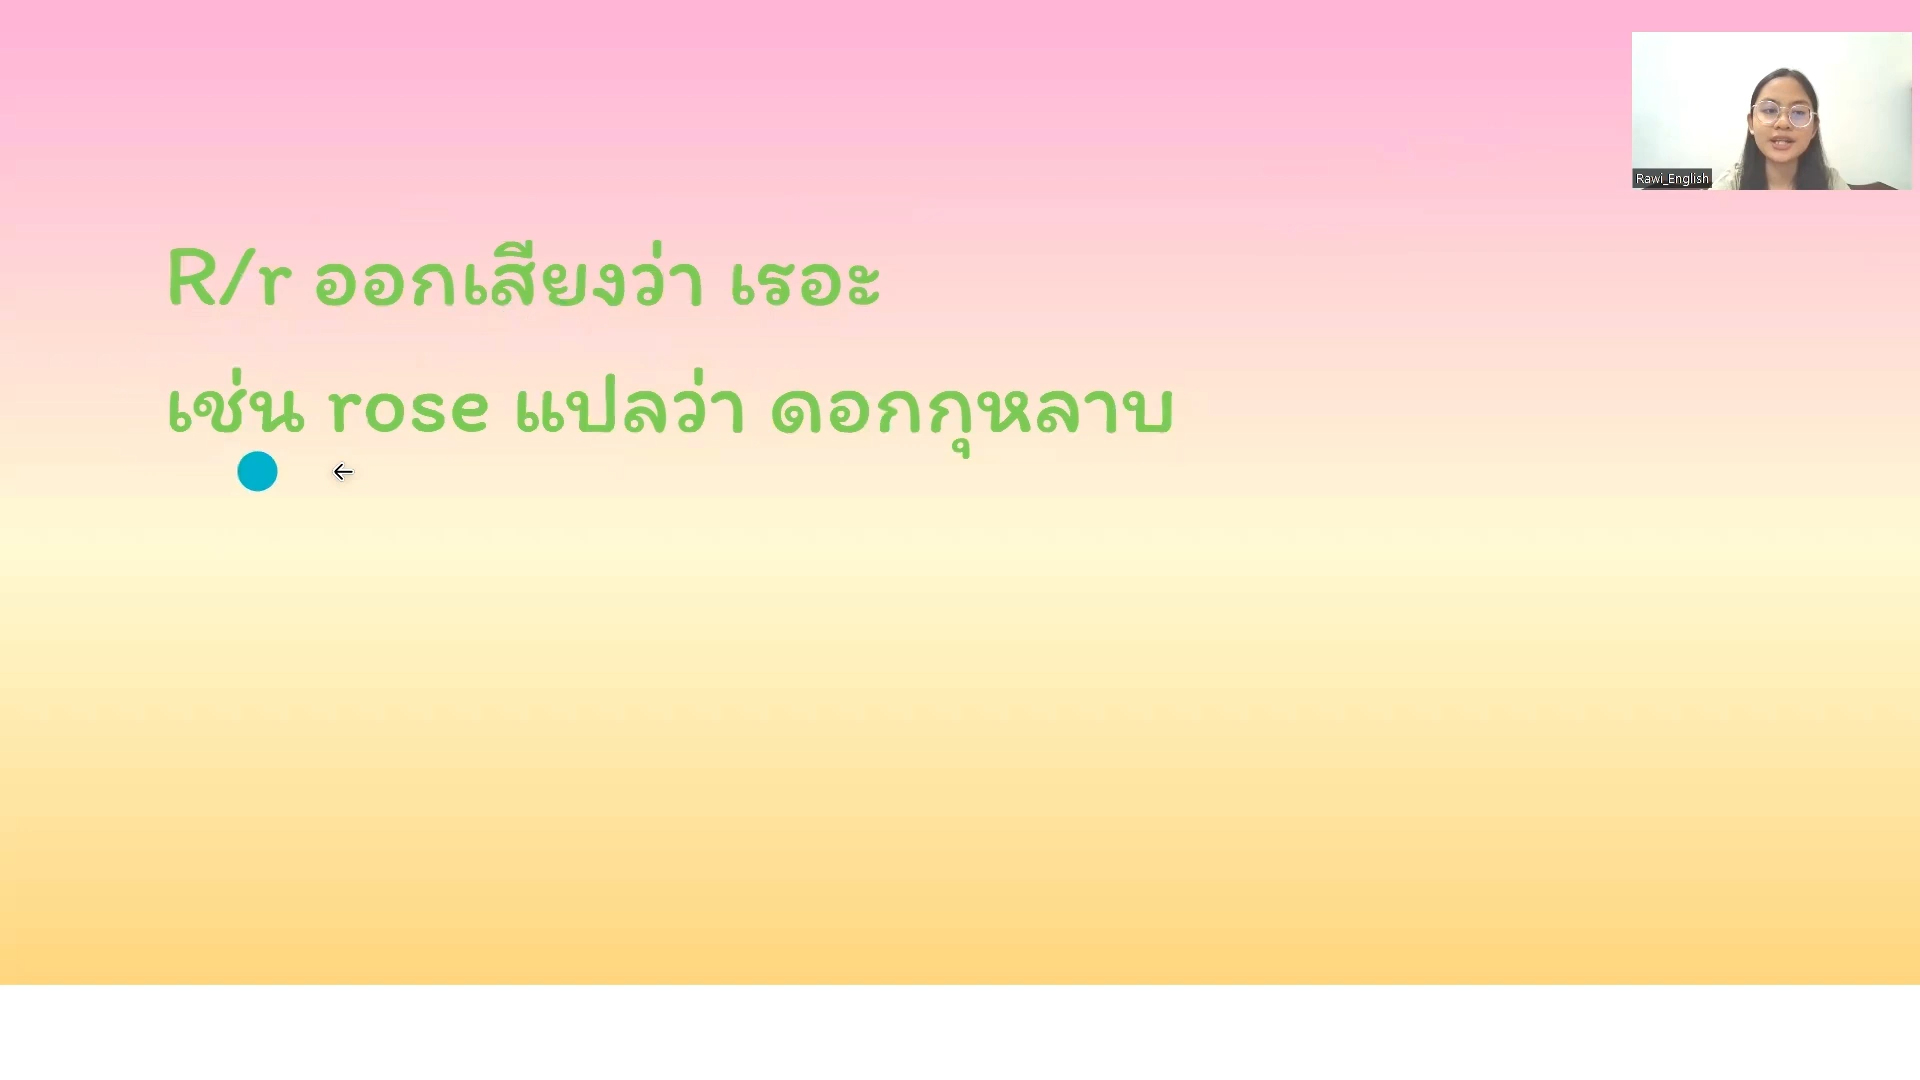 Rawi_English
R/r ออกเสียงว่า เรอะ
เช่น rose แปลว่า ดอกกุหลาบ